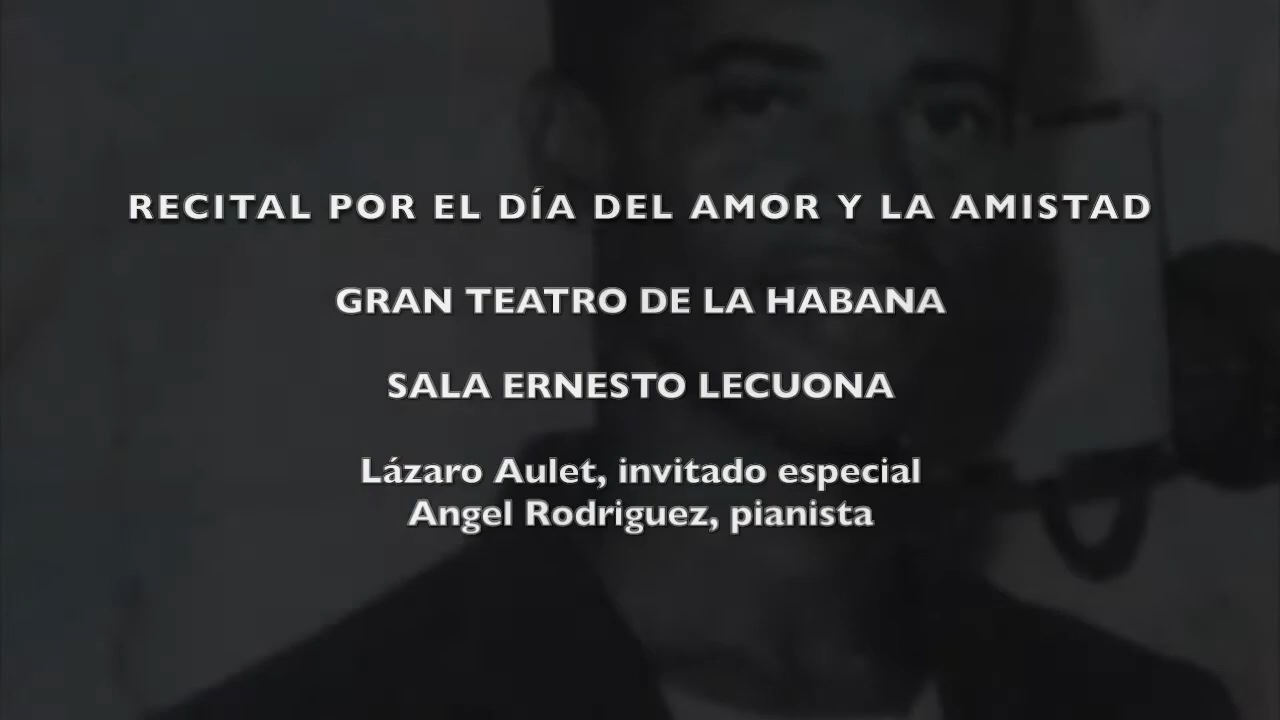 RECITAL POR EL DÍA DEL AMOR Y LA AMISTAD
GRAN TEATRO DE LA HABANA
SALA ERNESTO LECUONA
Lázaro Aulet, invitado especial
Angel Rodriguez, pianista